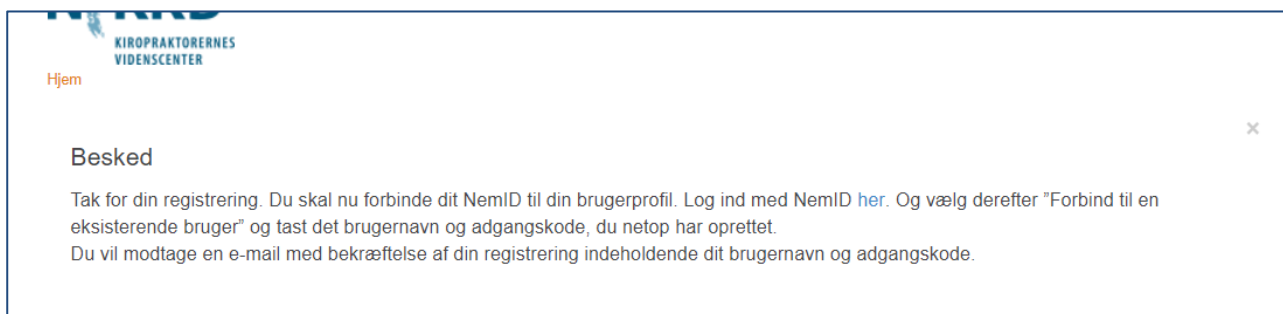 KIROPRAKTORERNES
VIDENSCENTER
Hjem
×
Besked
Tak for din registrering. Du skal nu forbinde dit NemID til din brugerprofil. Log ind med NemID her. Og vælg derefter ”Forbind til en
eksisterende bruger” og tast det brugernavn og adgangskode, du netop har oprettet.
Du vil modtage en e-mail med bekræftelse af din registrering indeholdende dit brugernavn og adgangskode.